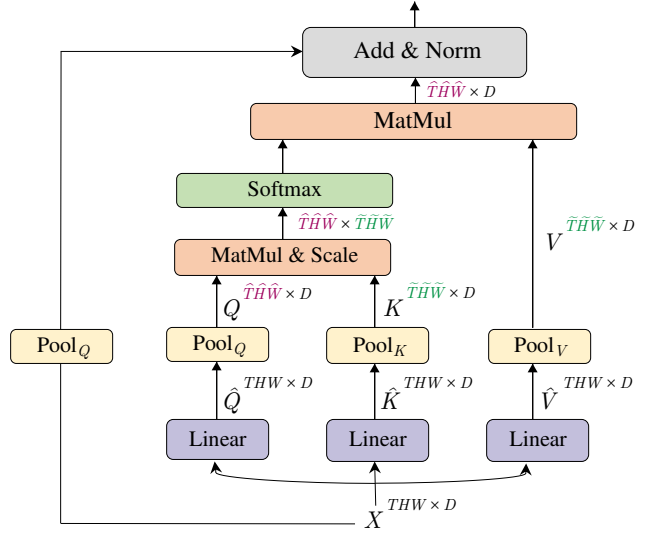 Add & Norm
T̂ĤŴ × D
MatMul
Softmax
T̂ĤŴ × T̃H̃W̃
V T̃H̃W̃ × D
MatMul & Scale
Q T̂ĤŴ × D
K T̃H̃W̃ × D
Pool_Q
Pool_Q
Pool_K
Pool_V
Q̂ THW × D
K̂ THW × D
V̂ THW × D
Linear
Linear
Linear
X THW × D